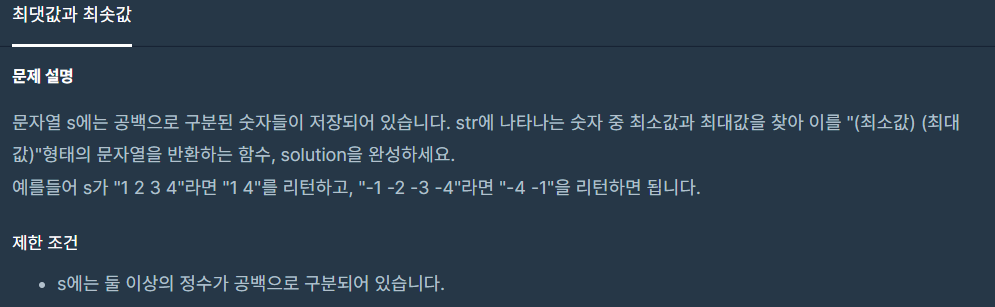 최댓값과 최솟값
문제 설명
문자열 s에는 공백으로 구분된 숫자들이 저장되어 있습니다. str에 나타나는 숫자 중 최소값과 최대값을 찾아 이를 "(최소값) (최대
값)"형태의 문자열을 반환하는 함수, solution을 완성하세요.
예를들어 s가 "1 2 3 4"라면 "1 4"를 리턴하고, "-1 -2 -3 -4"라면 "-4 -1"을 리턴하면 됩니다.
제한 조건
• s에는 둘 이상의 정수가 공백으로 구분되어 있습니다.